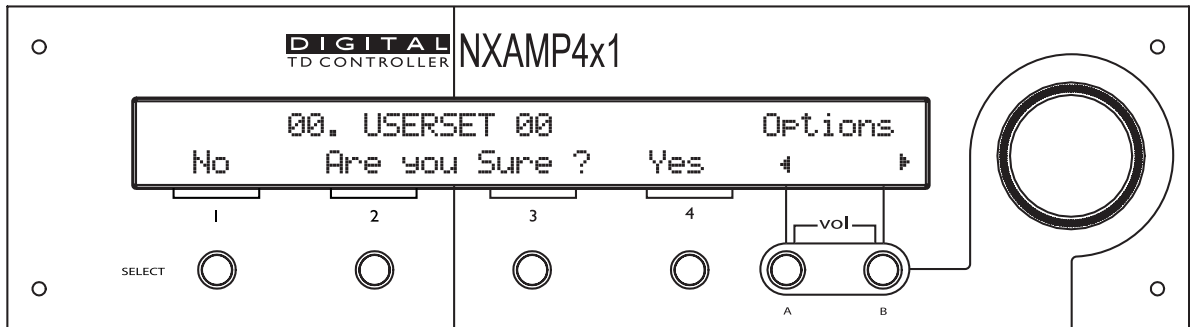 DIGITAL
TD CONTROLLER NXAMP4x1
00. USERSET 00 Options
No Are you Sure ? Yes
1 2 3 4 vol
SELECT
A B